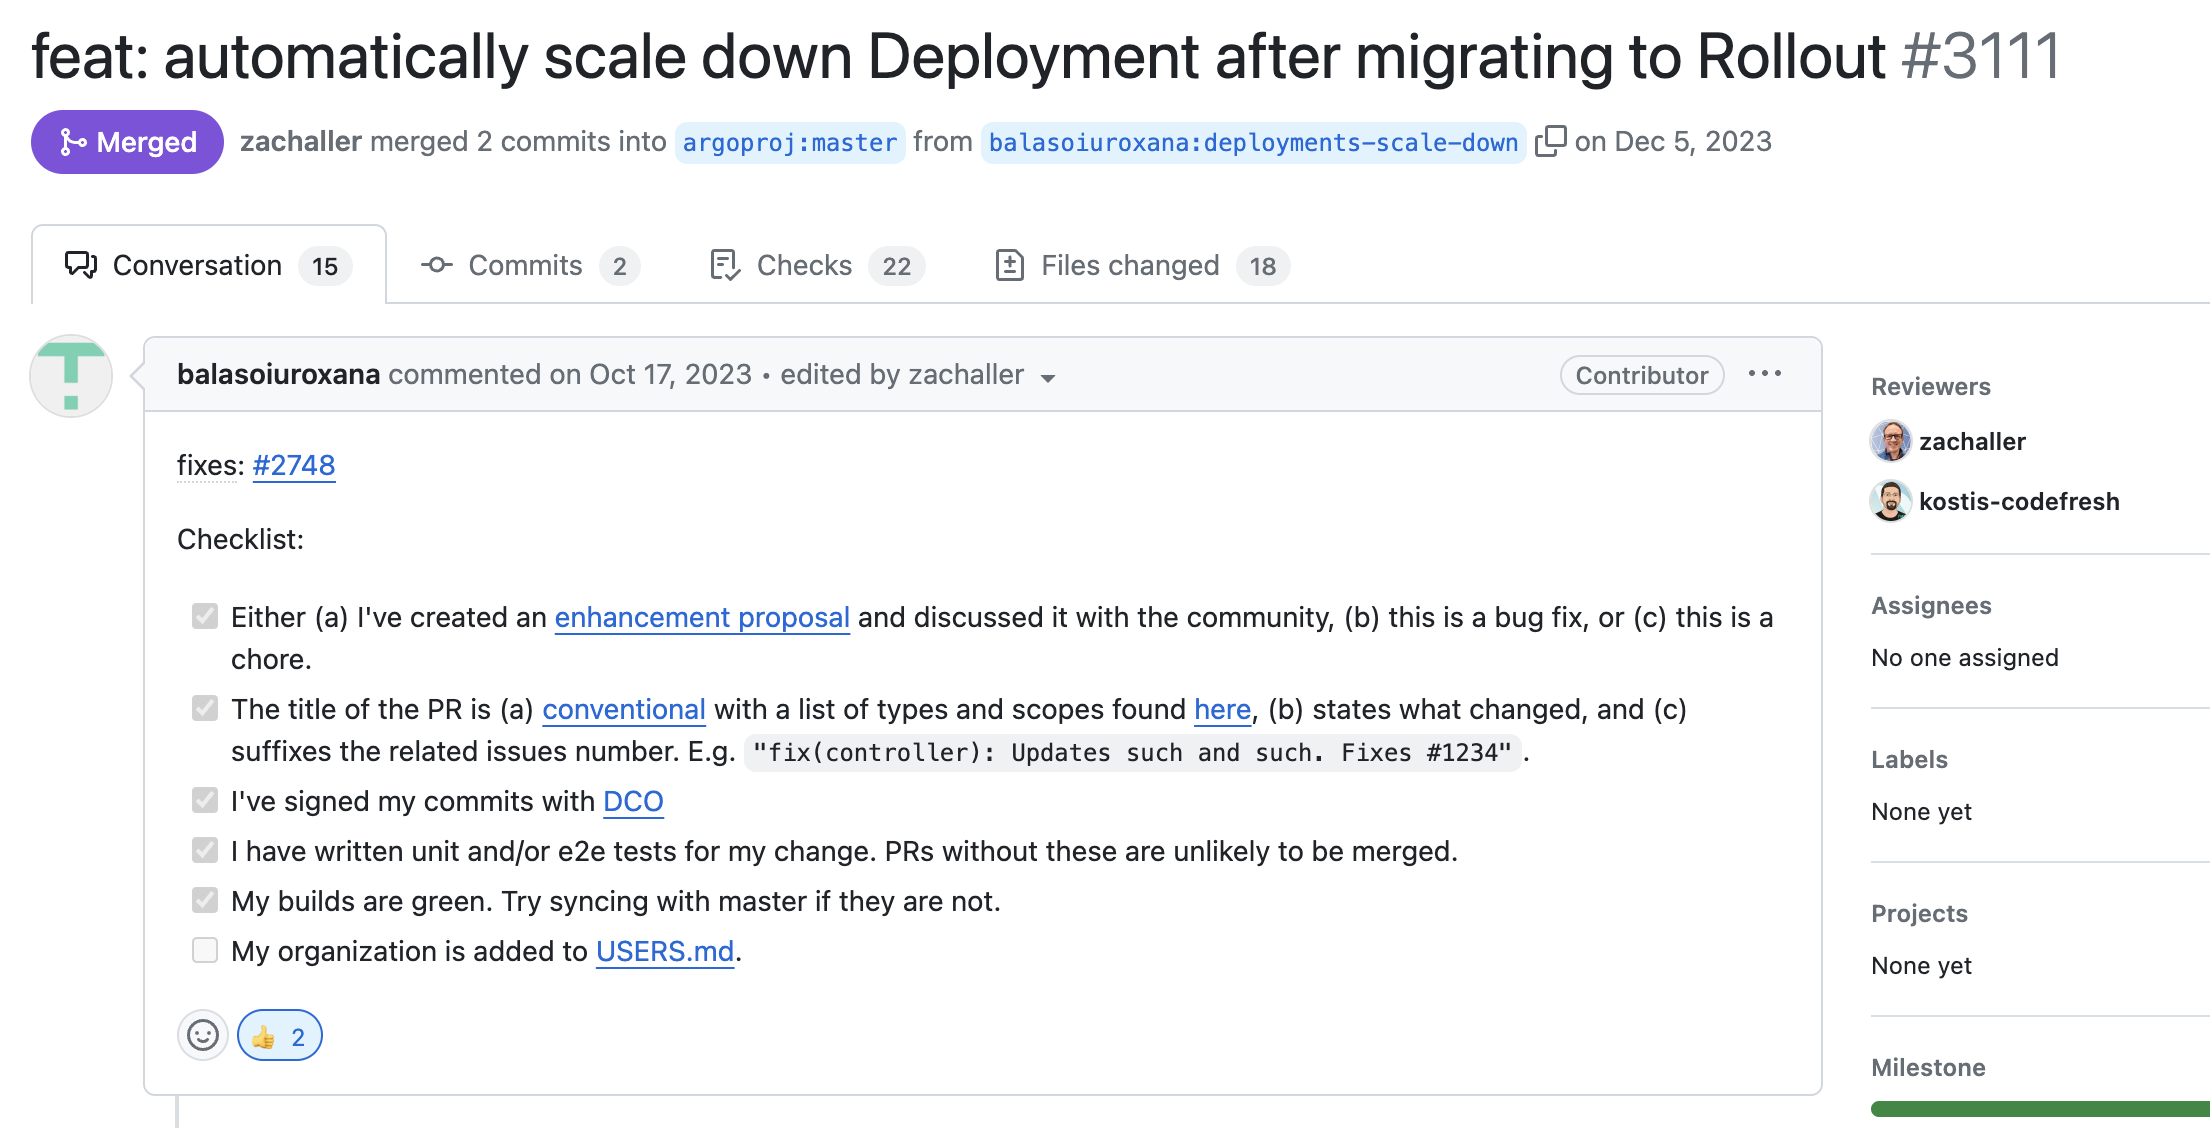 feat: automatically scale down Deployment after migrating to Rollout #3111
Merged zachaller merged 2 commits into argoproj:master from balasoiuroxana:deployments-scale-down on Dec 5, 2023
Conversation 15 Commits 2 Checks 22 Files changed 18
balasoiuroxana commented on Oct 17, 2023 • edited by zachaller Contributor
fixes: #2748
Checklist:
Either (a) I've created an enhancement proposal and discussed it with the community, (b) this is a bug fix, or (c) this is a
chore.
The title of the PR is (a) conventional with a list of types and scopes found here, (b) states what changed, and (c)
suffixes the related issues number. E.g. "fix(controller): Updates such and such. Fixes #1234".
I've signed my commits with DCO
I have written unit and/or e2e tests for my change. PRs without these are unlikely to be merged.
My builds are green. Try syncing with master if they are not.
My organization is added to USERS.md.
👍 2
Reviewers
zachaller
kostis-codefresh
Assignees
No one assigned
Labels
None yet
Projects
None yet
Milestone